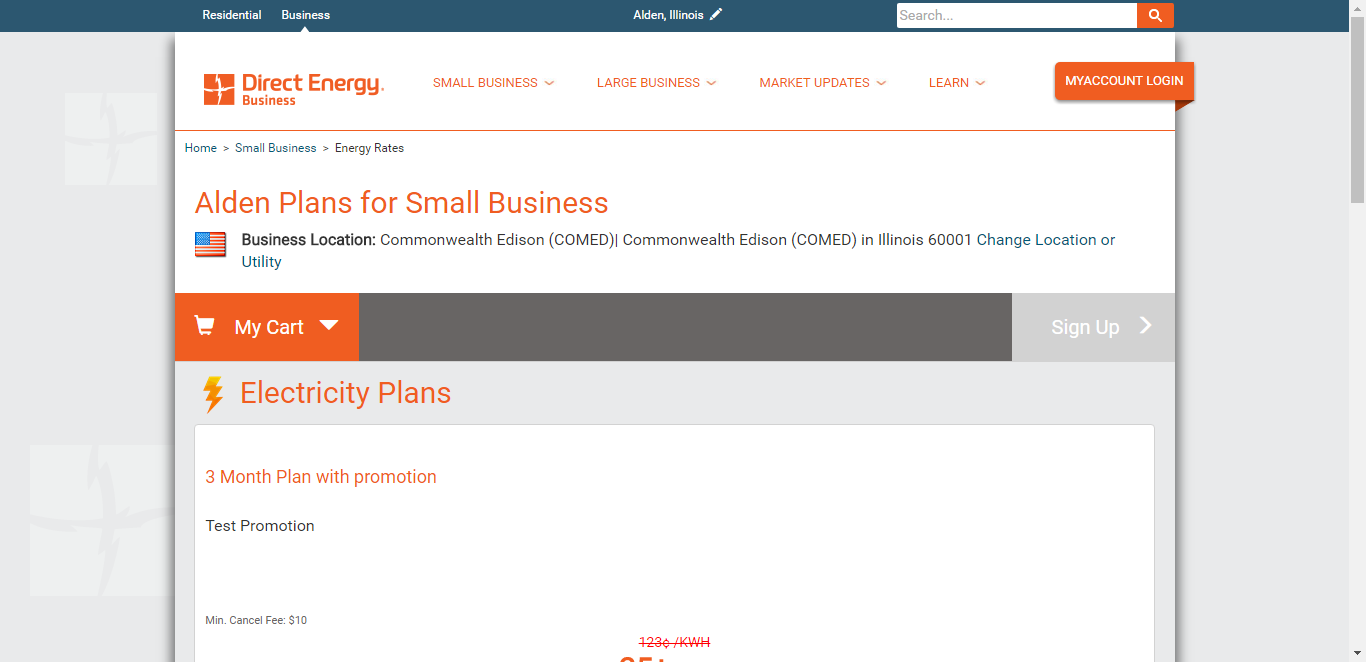 Residential Business Alden, Illinois Search...
Direct Energy.
Business
SMALL BUSINESS LARGE BUSINESS MARKET UPDATES LEARN MYACCOUNT LOGIN
Home > Small Business > Energy Rates
Alden Plans for Small Business
Business Location: Commonwealth Edison (COMED)| Commonwealth Edison (COMED) in Illinois 60001 Change Location or
Utility
My Cart Sign Up
Electricity Plans
3 Month Plan with promotion
Test Promotion
Min. Cancel Fee: $10
123¢ /KWH